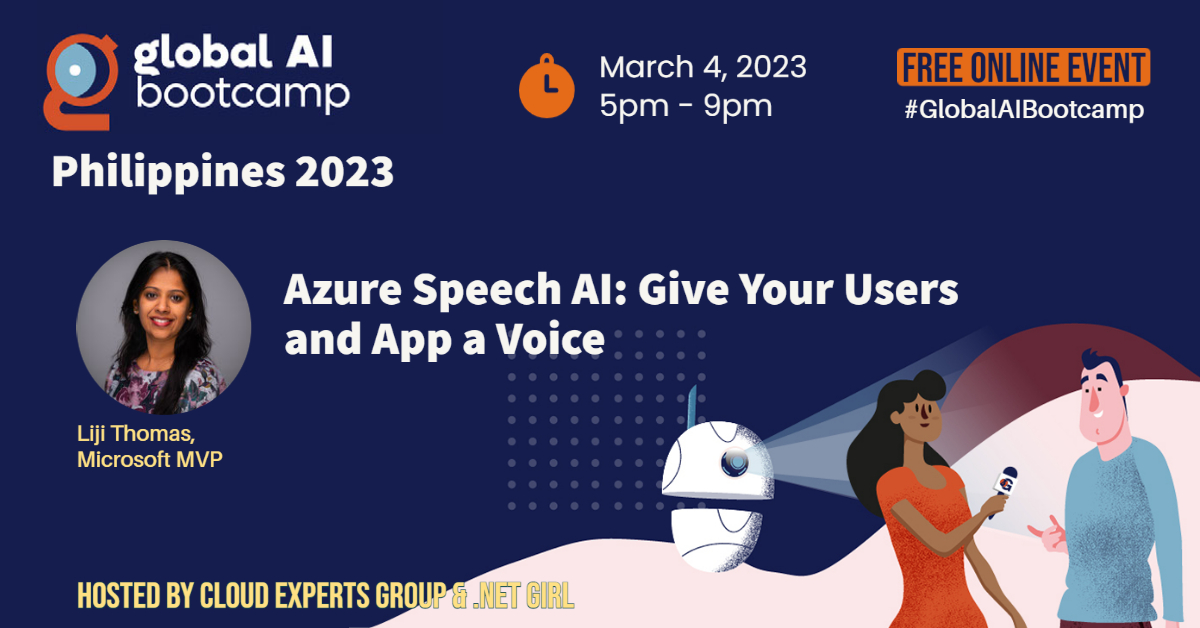 global AI
bootcamp
Philippines 2023
March 4, 2023
5pm - 9pm
FREE ONLINE EVENT
#GlobalAIBootcamp
Azure Speech AI: Give Your Users
and App a Voice
Liji Thomas,
Microsoft MVP
G
HOSTED BY CLOUD EXPERTS GROUP & .NET GIRL